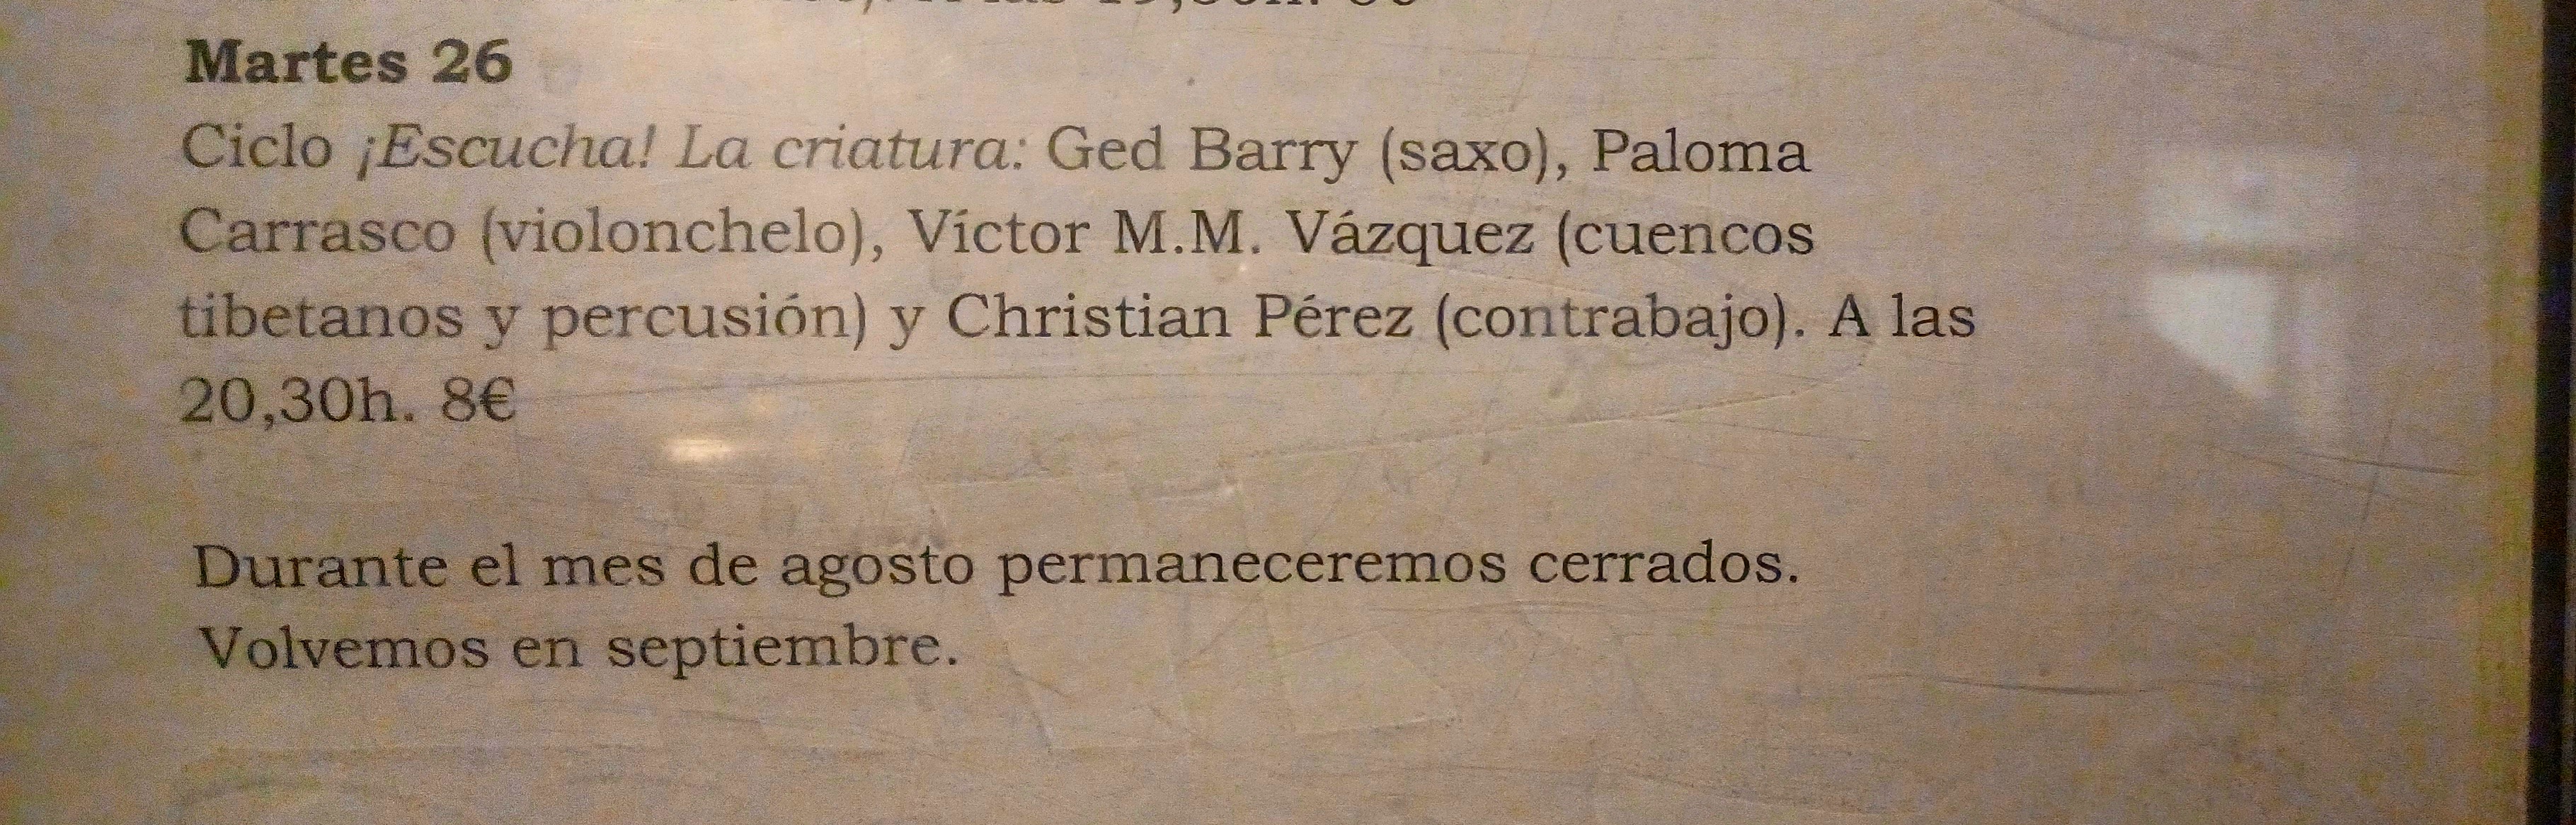 Martes 26
Ciclo ¡Escucha! La criatura: Ged Barry (saxo), Paloma
Carrasco (violonchelo), Víctor M.M. Vázquez (cuencos
tibetanos y percusión) y Christian Pérez (contrabajo). A las
20,30h. 8€
Durante el mes de agosto permaneceremos cerrados.
Volvemos en septiembre.